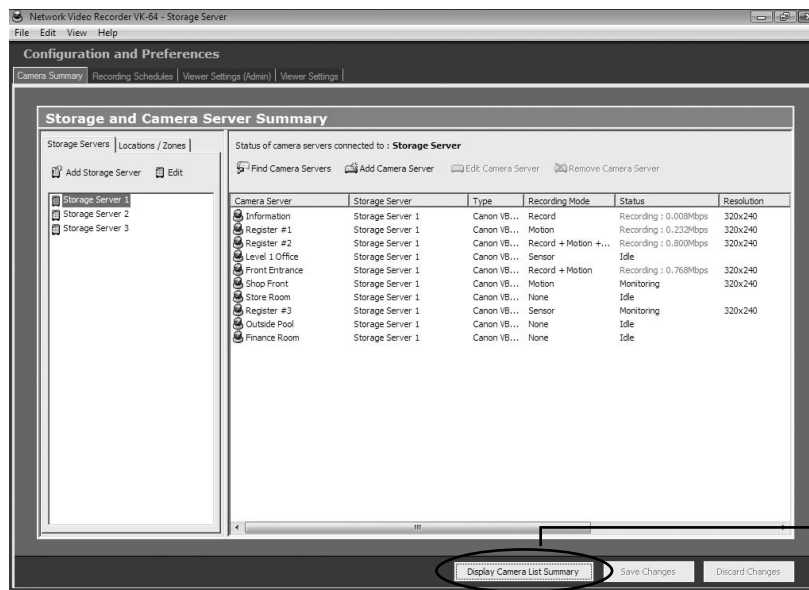 Network Video Recorder VK-64 - Storage Server
File Edit View Help
Configuration and Preferences
Camera Summary Recording Schedules Viewer Settings (Admin) Viewer Settings
Storage and Camera Server Summary
Storage Servers Locations / Zones
Add Storage Server Edit
Storage Server 1
Storage Server 2
Storage Server 3
Status of camera servers connected to : Storage Server
Find Camera Servers Add Camera Server Edit Camera Server Remove Camera Server
Camera Server Storage Server Type Recording Mode Status Resolution
Information Storage Server 1 Canon VB... Record Recording : 0.008Mbps 320x240
Register #1 Storage Server 1 Canon VB... Motion Recording : 0.232Mbps 320x240
Register #2 Storage Server 1 Canon VB... Record + Motion +... Recording : 0.800Mbps 320x240
Level 1 Office Storage Server 1 Canon VB... Sensor Idle
Front Entrance Storage Server 1 Canon VB... Record + Motion Recording : 0.768Mbps 320x240
Shop Front Storage Server 1 Canon VB... Motion Monitoring 320x240
Store Room Storage Server 1 Canon VB... None Idle
Register #3 Storage Server 1 Canon VB... Sensor Monitoring 320x240
Outside Pool Storage Server 1 Canon VB... None Idle
Finance Room Storage Server 1 Canon VB... None Idle
Display Camera List Summary Save Changes Discard Changes